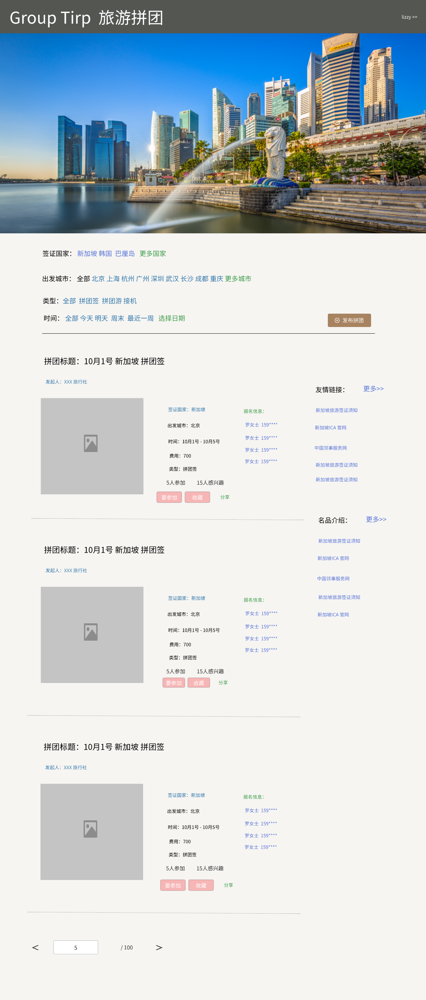 Group Tirp 旅游拼团
lizzy >>
Maybank
HSBC
ONE
FULLERTON
签证国家： 新加坡 韩国 巴厘岛 更多国家
出发城市： 全部 北京 上海 杭州 广州 深圳 武汉 长沙 成都 重庆 更多城市
类型：全部 拼团签 拼团游 接机
时间： 全部 今天 明天 周末 最近一周 选择日期
发布拼团
拼团标题：10月1号 新加坡 拼团签
发起人：XXX 旅行社
签证国家：新加坡
出发城市：北京
时间：10月1号 - 10月5号
费用：700
类型：拼团签
5人参加 15人感兴趣
要参加 收藏 分享
报名信息：
罗女士 159****
罗女士 159****
罗女士 159****
罗女士 159****
友情链接： 更多>>
新加坡旅游签证须知
新加坡ICA 官网
中国领事服务网
新加坡旅游签证须知
新加坡旅游签证须知
名品介绍： 更多>>
新加坡旅游签证须知
新加坡ICA 官网
中国领事服务网
新加坡旅游签证须知
新加坡ICA 官网
拼团标题：10月1号 新加坡 拼团签
发起人：XXX 旅行社
签证国家：新加坡
出发城市：北京
时间：10月1号 - 10月5号
费用：700
类型：拼团签
5人参加 15人感兴趣
要参加 收藏 分享
报名信息：
罗女士 159****
罗女士 159****
罗女士 159****
罗女士 159****
拼团标题：10月1号 新加坡 拼团签
发起人：XXX 旅行社
签证国家：新加坡
出发城市：北京
时间：10月1号 - 10月5号
费用：700
类型：拼团签
5人参加 15人感兴趣
要参加 收藏 分享
报名信息：
罗女士 159****
罗女士 159****
罗女士 159****
罗女士 159****
< 5 / 100 >